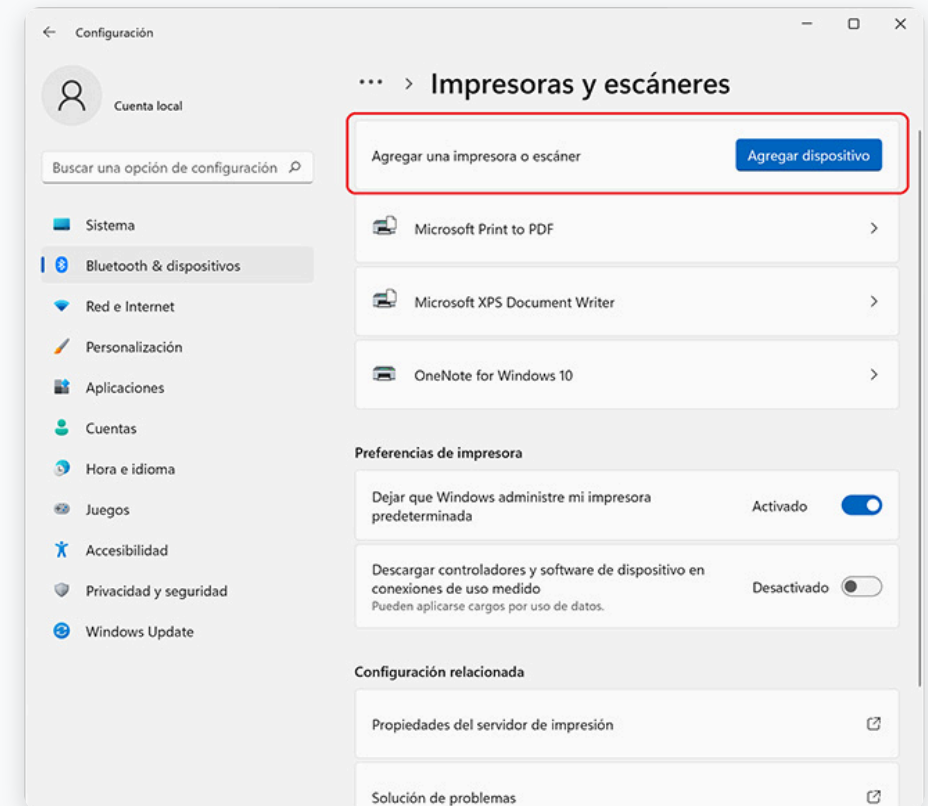 Configuración
Cuenta local
Buscar una opción de configuración
Sistema
Bluetooth & dispositivos
Red e Internet
Personalización
Aplicaciones
Cuentas
Hora e idioma
Juegos
Accesibilidad
Privacidad y seguridad
Windows Update
··· > Impresoras y escáneres
Agregar una impresora o escáner
Agregar dispositivo
Microsoft Print to PDF
Microsoft XPS Document Writer
OneNote for Windows 10
Preferencias de impresora
Dejar que Windows administre mi impresora
predeterminada
Activado
Descargar controladores y software de dispositivo en
conexiones de uso medido
Pueden aplicarse cargos por uso de datos.
Desactivado
Configuración relacionada
Propiedades del servidor de impresión
Solución de problemas